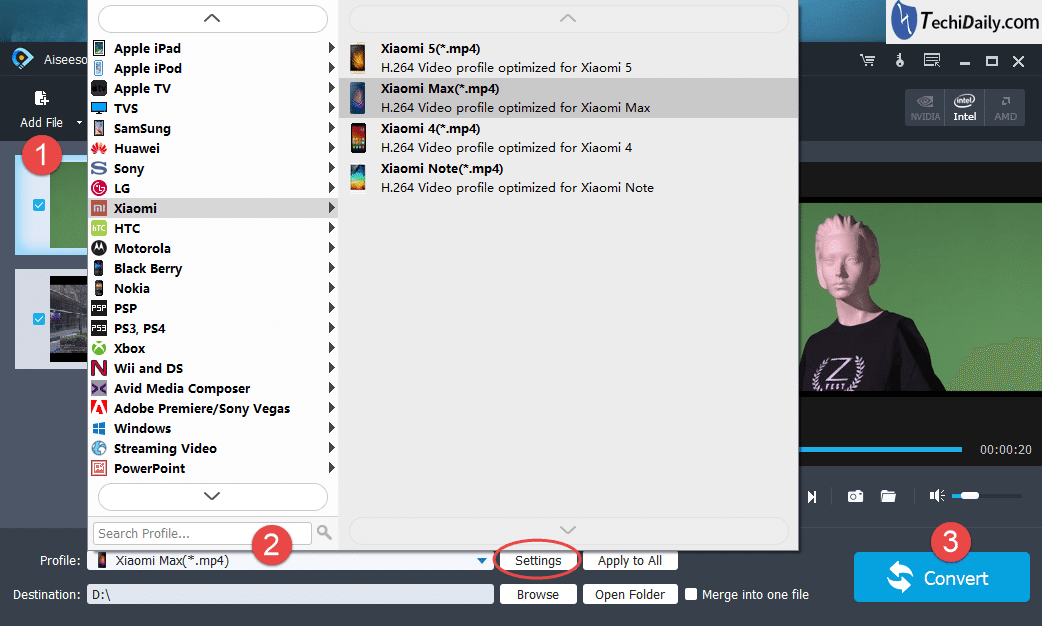 TechiDaily.com
Aiseeso
Add File
1
NVIDIA
intel
Intel
AMD
Apple iPad
Apple iPod
Apple TV
TVS
SamSung
Huawei
Sony
LG
Xiaomi
HTC
Motorola
Black Berry
Nokia
PSP
PS3, PS4
Xbox
Wii and DS
Avid Media Composer
Adobe Premiere/Sony Vegas
Windows
Streaming Video
PowerPoint
Search Profile...
2
Xiaomi 5(*.mp4)
H.264 Video profile optimized for Xiaomi 5
Xiaomi Max(*.mp4)
H.264 Video profile optimized for Xiaomi Max
Xiaomi 4(*.mp4)
H.264 Video profile optimized for Xiaomi 4
Xiaomi Note(*.mp4)
H.264 Video profile optimized for Xiaomi Note
Z
FEST
00:00:20
Profile: Xiaomi Max(*.mp4) Settings Apply to All
Destination: D:\ Browse Open Folder Merge into one file
3
Convert